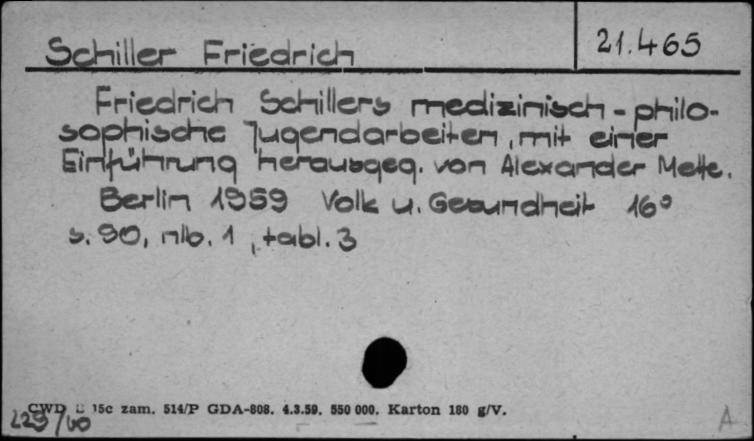 Schiller Friedrich
21.465
Friedrich Schillers medizinisch-philo-
sophische Jugendarbeiten, mit einer
Einführung herausgeg. von Alexander Mette.
Berlin 1959 Volk u. Gesundheit 16°
s. 90, nlb. 1, tabl. 3
CWD 15c zam. 514/P GDA-808. 4.3.59. 550 000. Karton 180 g/V.
229/60
A